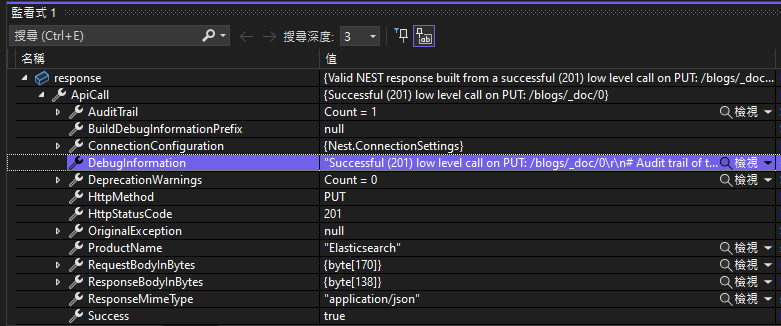 監看式 1
搜尋 (Ctrl+E) 搜尋深度: 3
名稱 值
response {Valid NEST response built from a successful (201) low level call on PUT: /blogs/_doc...
ApiCall {Successful (201) low level call on PUT: /blogs/_doc/0}
AuditTrail Count = 1 檢視
BuildDebugInformationPrefix null
ConnectionConfiguration {Nest.ConnectionSettings}
DebugInformation "Successful (201) low level call on PUT: /blogs/_doc/0\r\n# Audit trail of t... 檢視
DeprecationWarnings Count = 0 檢視
HttpMethod PUT
HttpStatusCode 201
OriginalException null
ProductName "Elasticsearch" 檢視
RequestBodyInBytes {byte[170]} 檢視
ResponseBodyInBytes {byte[138]} 檢視
ResponseMimeType "application/json" 檢視
Success true